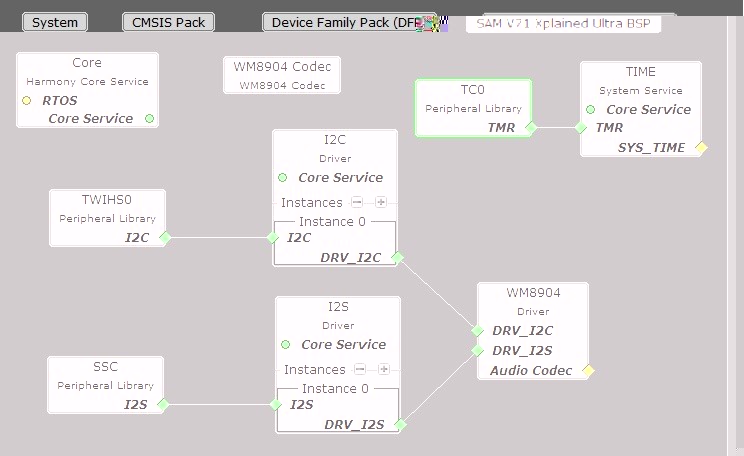 System
CMSIS Pack
Device Family Pack (DFP
SAM V71 Xplained Ultra BSP
Core
Harmony Core Service
RTOS
Core Service
WM8904 Codec
WM8904 Codec
TC0
Peripheral Library
TMR
TIME
System Service
Core Service
TMR
SYS_TIME
I2C
Driver
Core Service
Instances
Instance 0
I2C
DRV_I2C
TWIHS0
Peripheral Library
I2C
I2S
Driver
Core Service
Instances
Instance 0
I2S
DRV_I2S
SSC
Peripheral Library
I2S
WM8904
Driver
DRV_I2C
DRV_I2S
Audio Codec